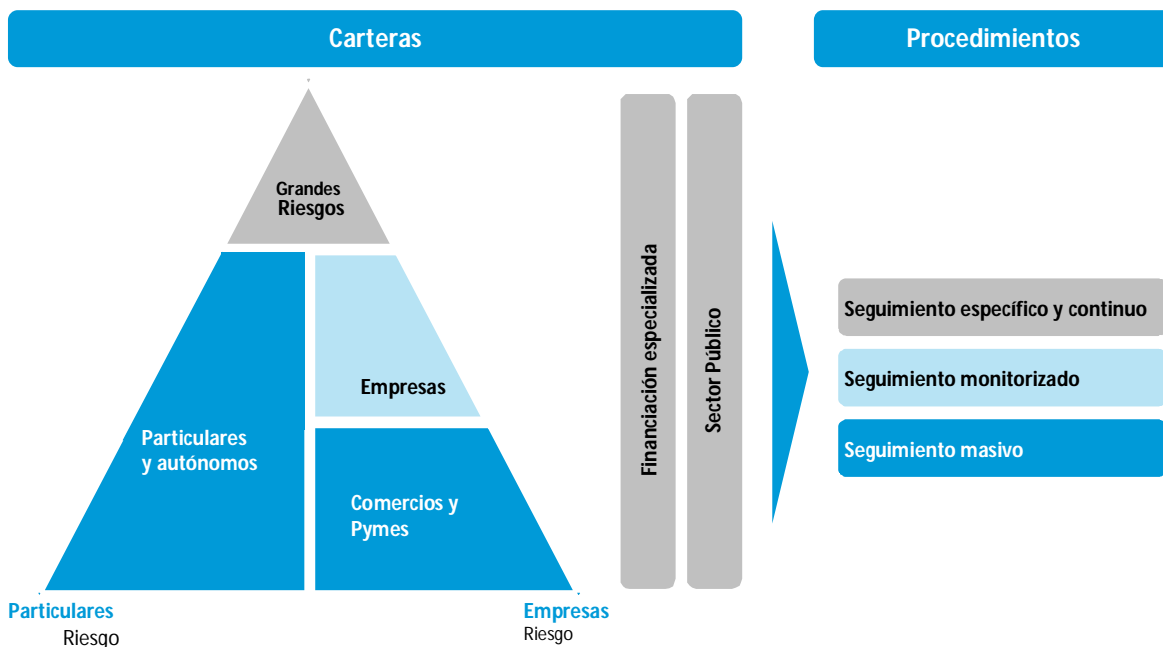 Carteras
Procedimientos
Grandes
Riesgos
Empresas
Particulares
y autónomos
Comercios y
Pymes
Financiación especializada
Sector Público
Seguimiento específico y continuo
Seguimiento monitorizado
Seguimiento masivo
Particulares
Riesgo
Empresas
Riesgo